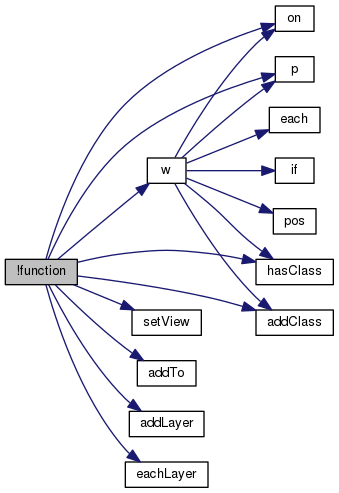 on
p
each
w
if
pos
!function
hasClass
setView
addClass
addTo
addLayer
eachLayer